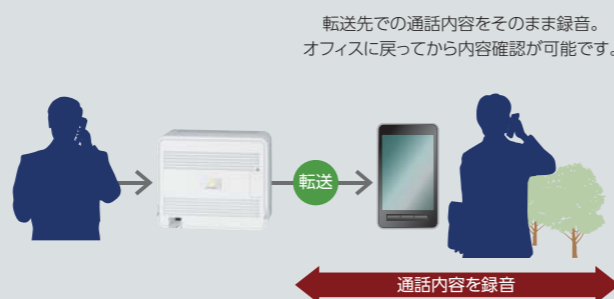 転送先での通話内容をそのまま録音。
オフィスに戻ってから内容確認が可能です。
転送
通話内容を録音